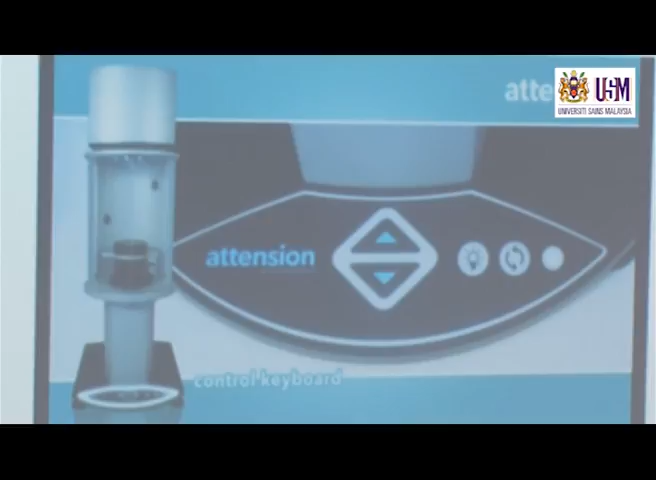 atte
USM
UNIVERSITI SAINS MALAYSIA
attension
control keyboard